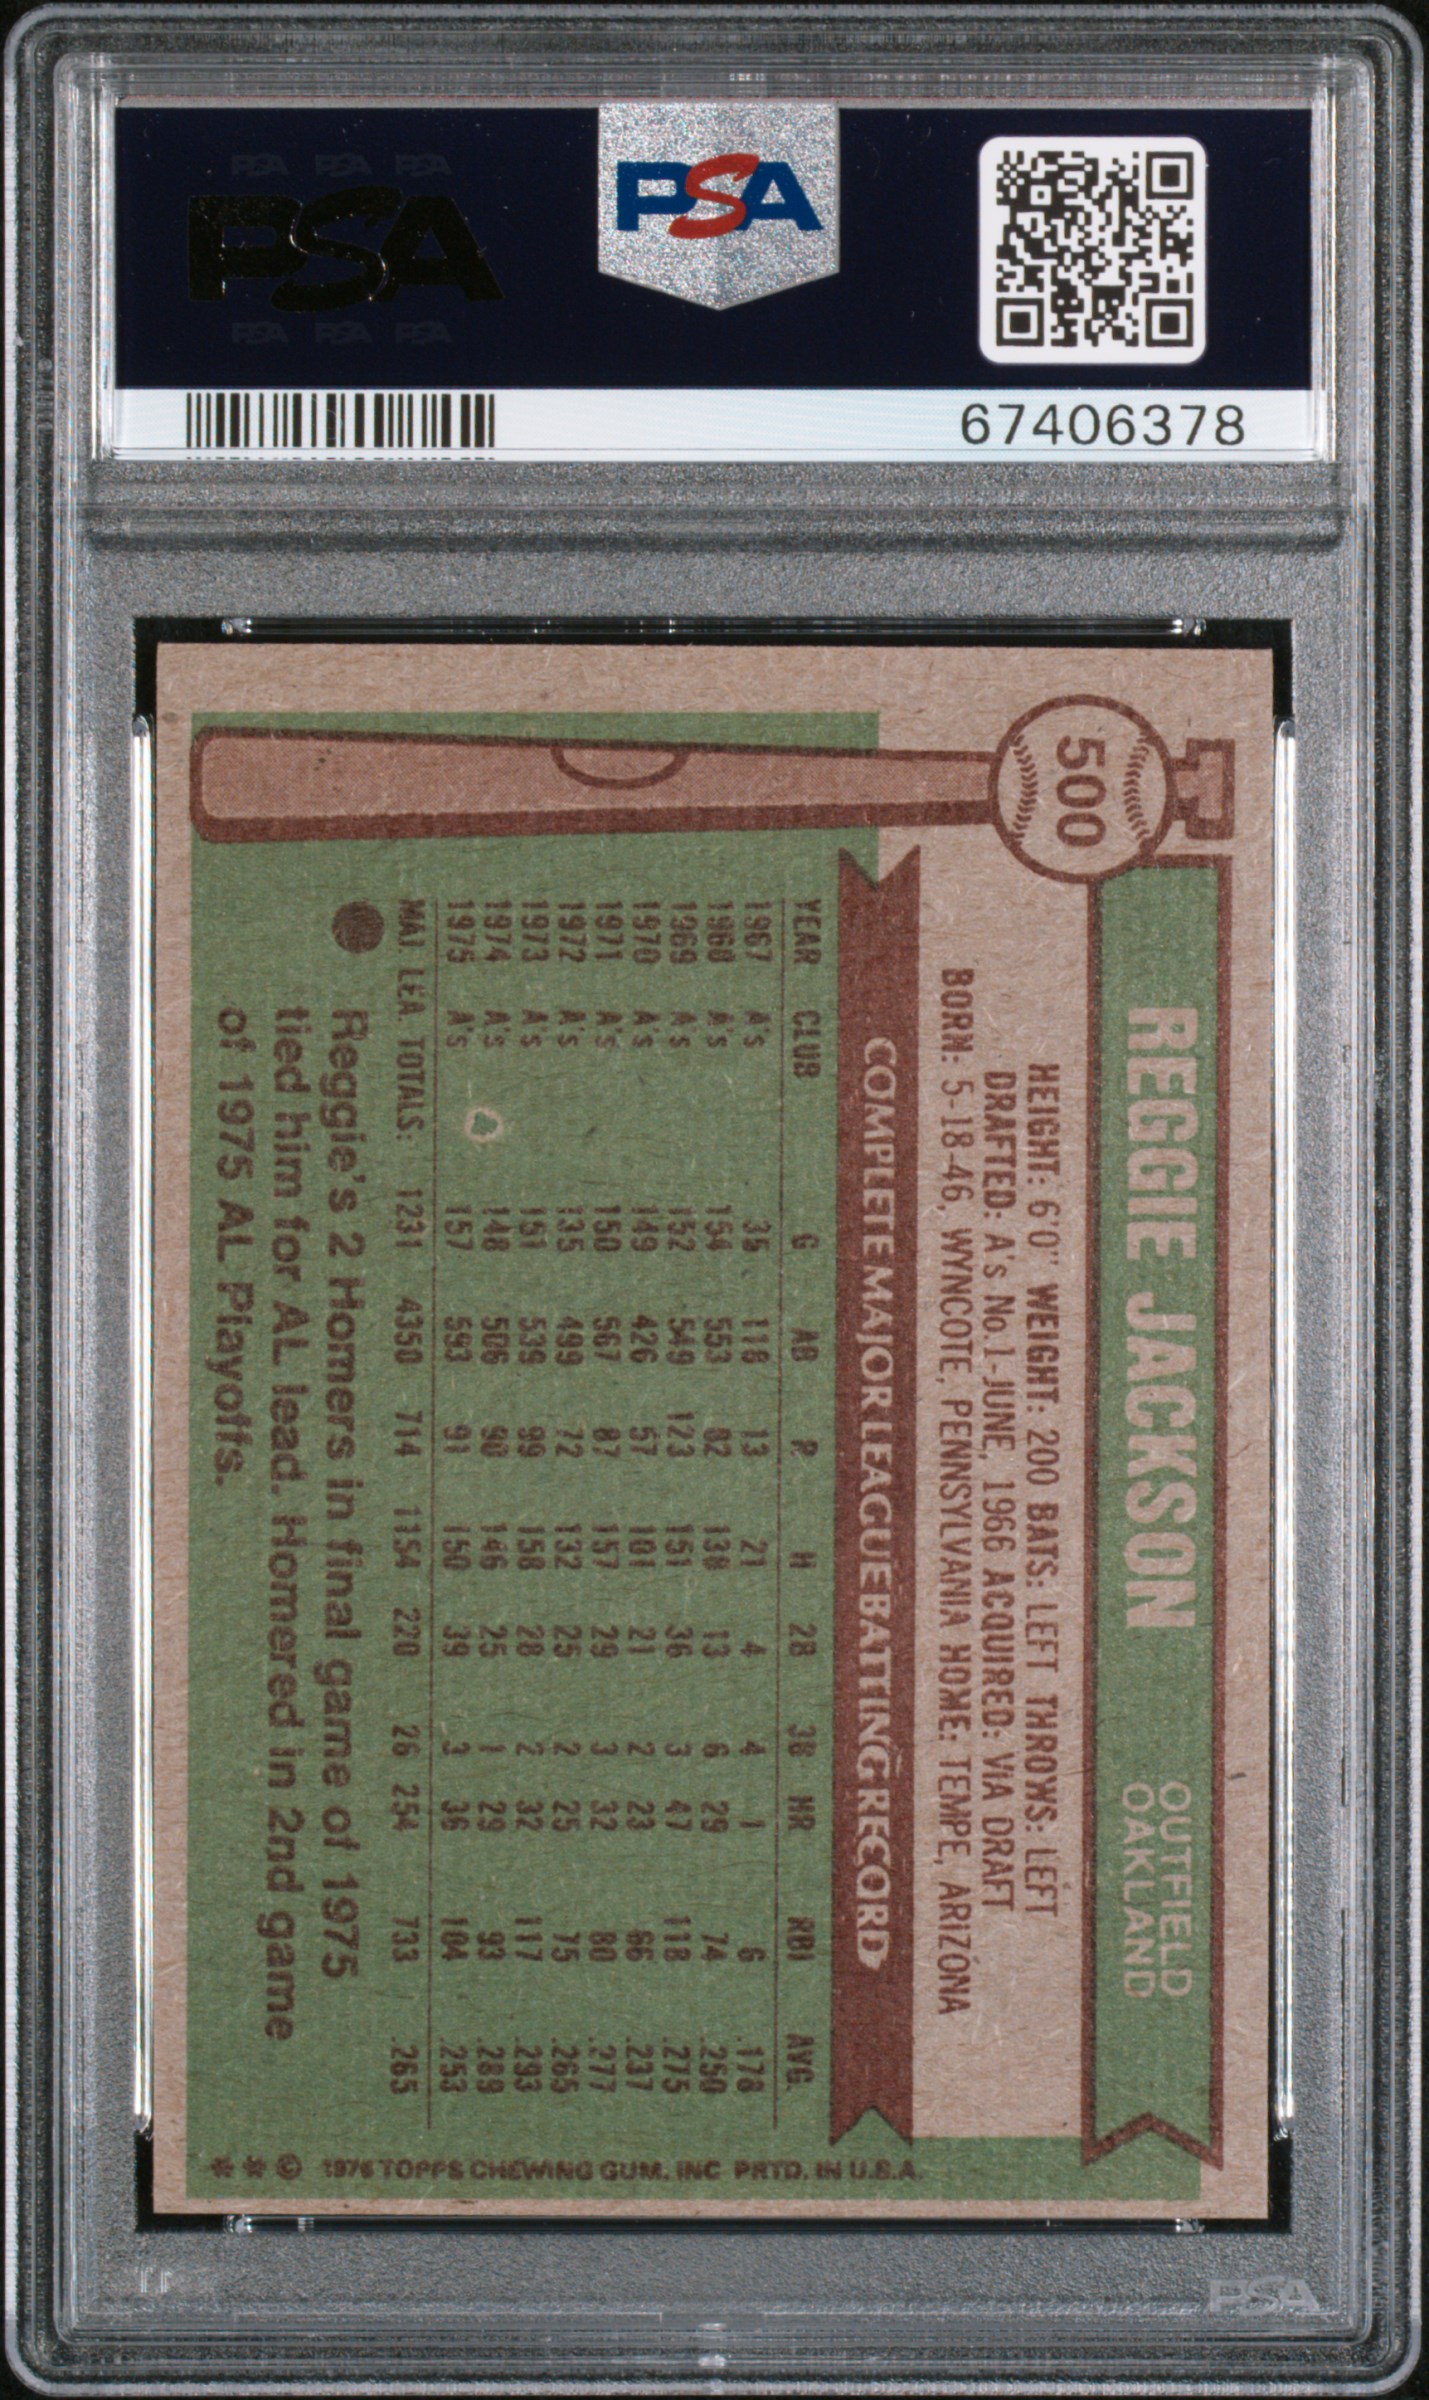 PSA PSA PSA
PSA
PSA PSA PSA
PSA
67406378
500
REGGIE JACKSON
OUTFIELD
OAKLAND
HEIGHT: 6'0" WEIGHT: 200 BATS: LEFT THROWS: LEFT
DRAFTED: A's No.1-JUNE, 1966 ACQUIRED: VIA DRAFT
BORN: 5-18-46, WYNCOTE, PENNSYLVANIA HOME: TEMPE, ARIZONA
COMPLETE MAJOR LEAGUE BATTING RECORD
YEAR CLUB G AB R H 2B 3B HR RBI AVG.
1967 A's 35 118 13 21 4 4 1 6 .178
1968 A's 154 553 82 138 13 6 29 74 .250
1969 A's 152 549 123 151 36 3 47 118 .275
1970 A's 149 426 57 101 21 2 23 66 .237
1971 A's 150 567 87 157 29 3 32 80 .277
1972 A's 135 499 72 132 25 2 25 75 .265
1973 A's 151 539 99 158 28 2 32 117 .293
1974 A's 148 506 90 146 25 1 29 93 .289
1975 A's 157 593 91 150 39 3 36 104 .253
MAJ. LEA. TOTALS: 1231 4350 714 1154 220 26 254 733 .265
Reggie's 2 Homers in final game of 1975
tied him for AL lead. Homered in 2nd game
of 1975 AL Playoffs.
** © 1976 TOPPS CHEWING GUM, INC PRTD. IN U.S.A.
PSA